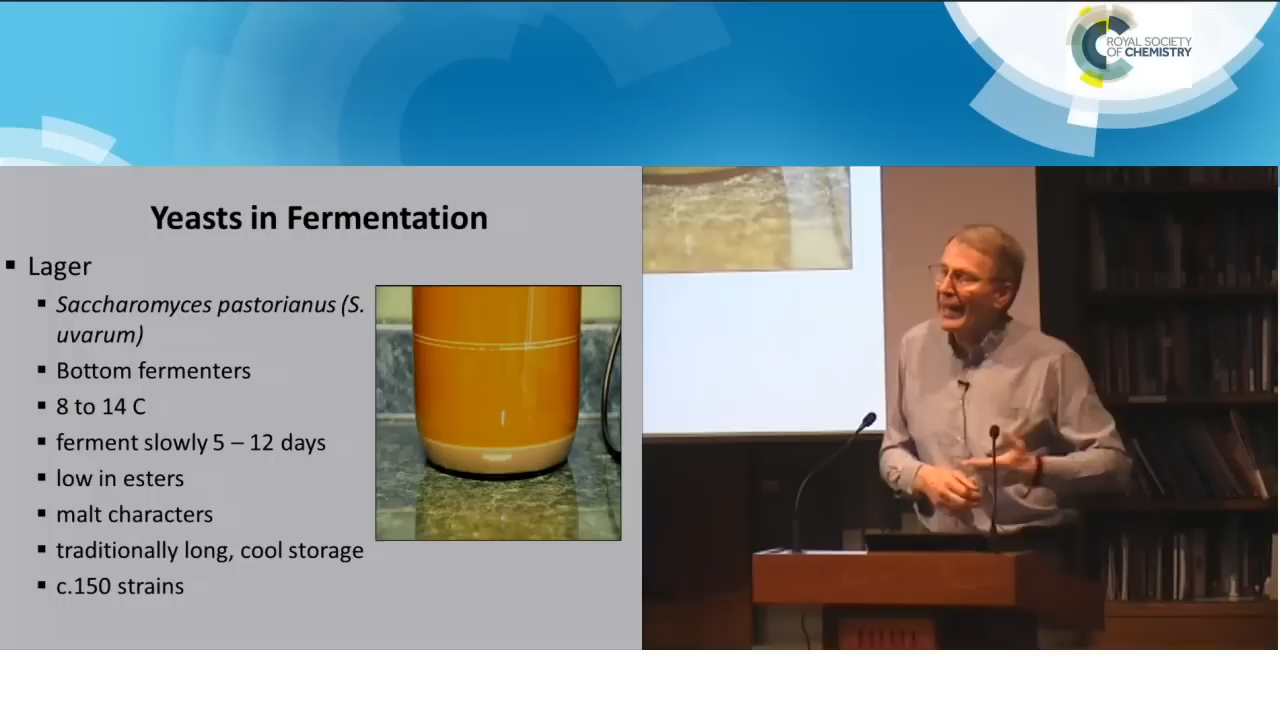 ROYAL SOCIETY
OF CHEMISTRY
Yeasts in Fermentation
▪ Lager
▪ Saccharomyces pastorianus (S.
uvarum)
▪ Bottom fermenters
▪ 8 to 14 C
▪ ferment slowly 5 – 12 days
▪ low in esters
▪ malt characters
▪ traditionally long, cool storage
▪ c.150 strains